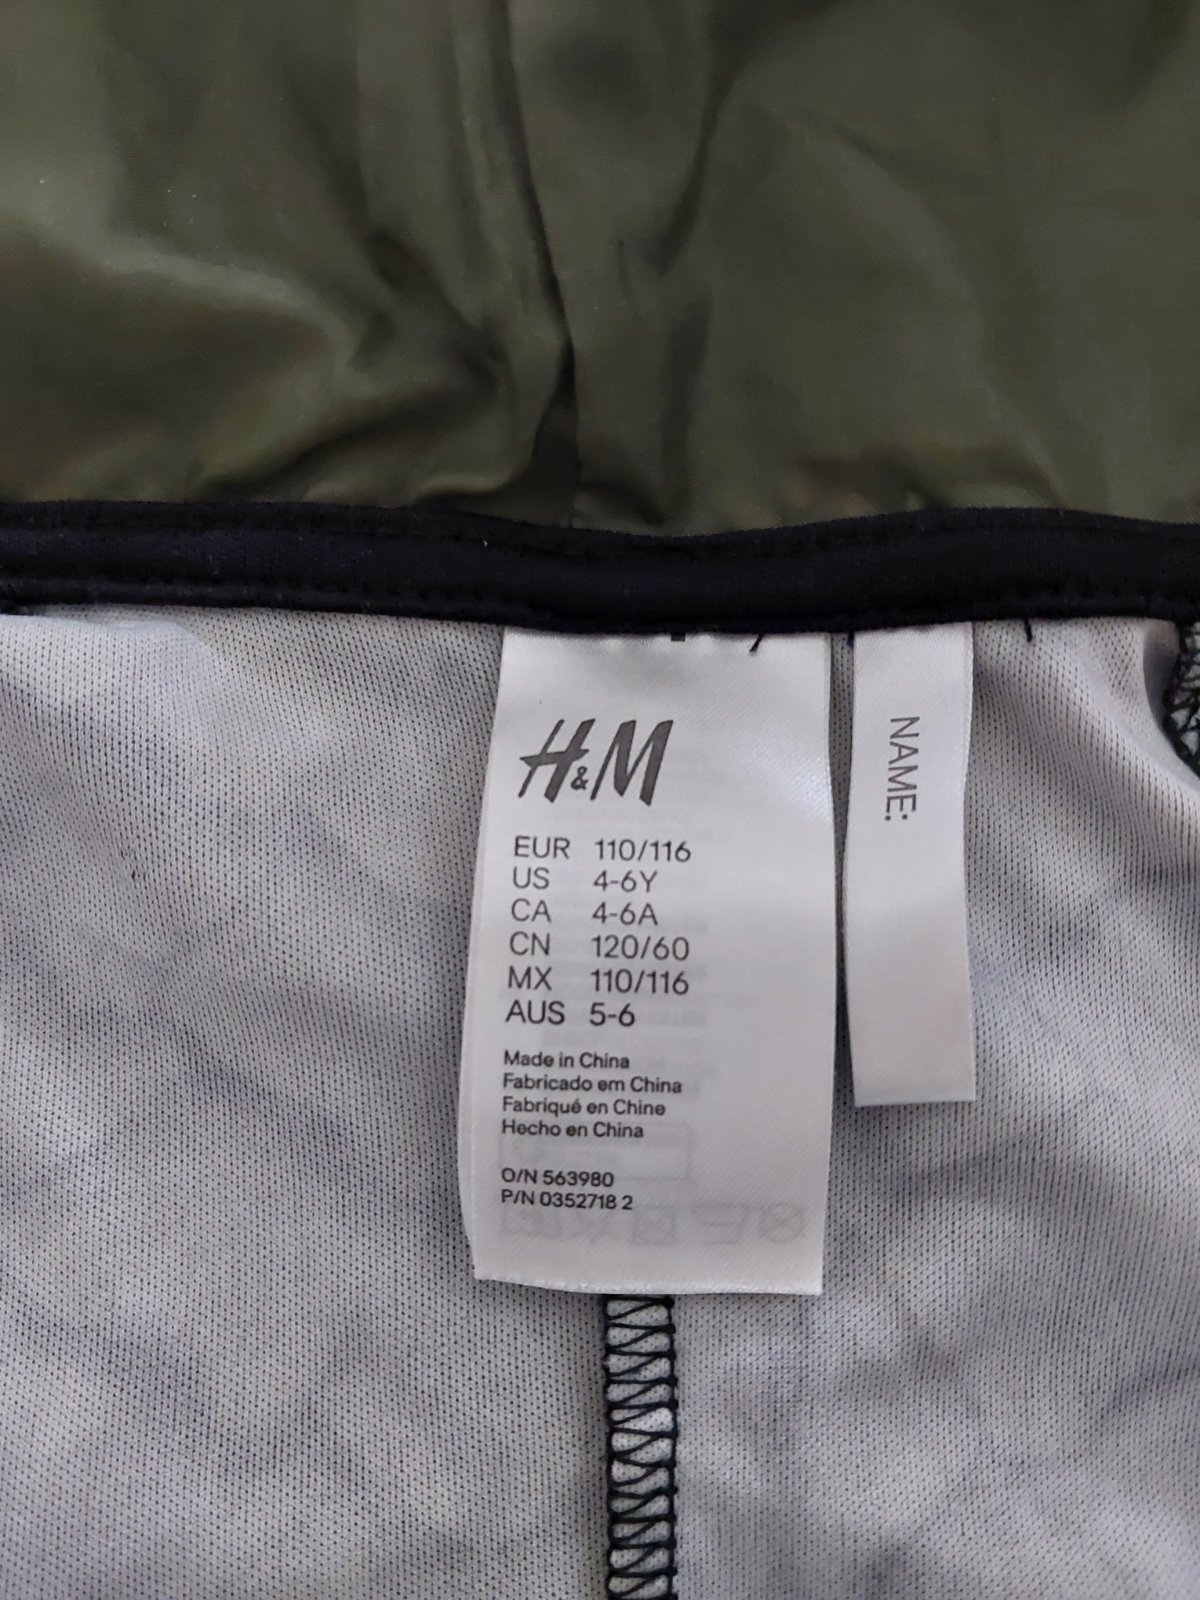 H&M
EUR 110/116
US 4-6Y
CA 4-6A
CN 120/60
MX 110/116
AUS 5-6
Made in China
Fabricado em China
Fabriqué en Chine
Hecho en China
O/N 563980
P/N 0352718 2
NAME: